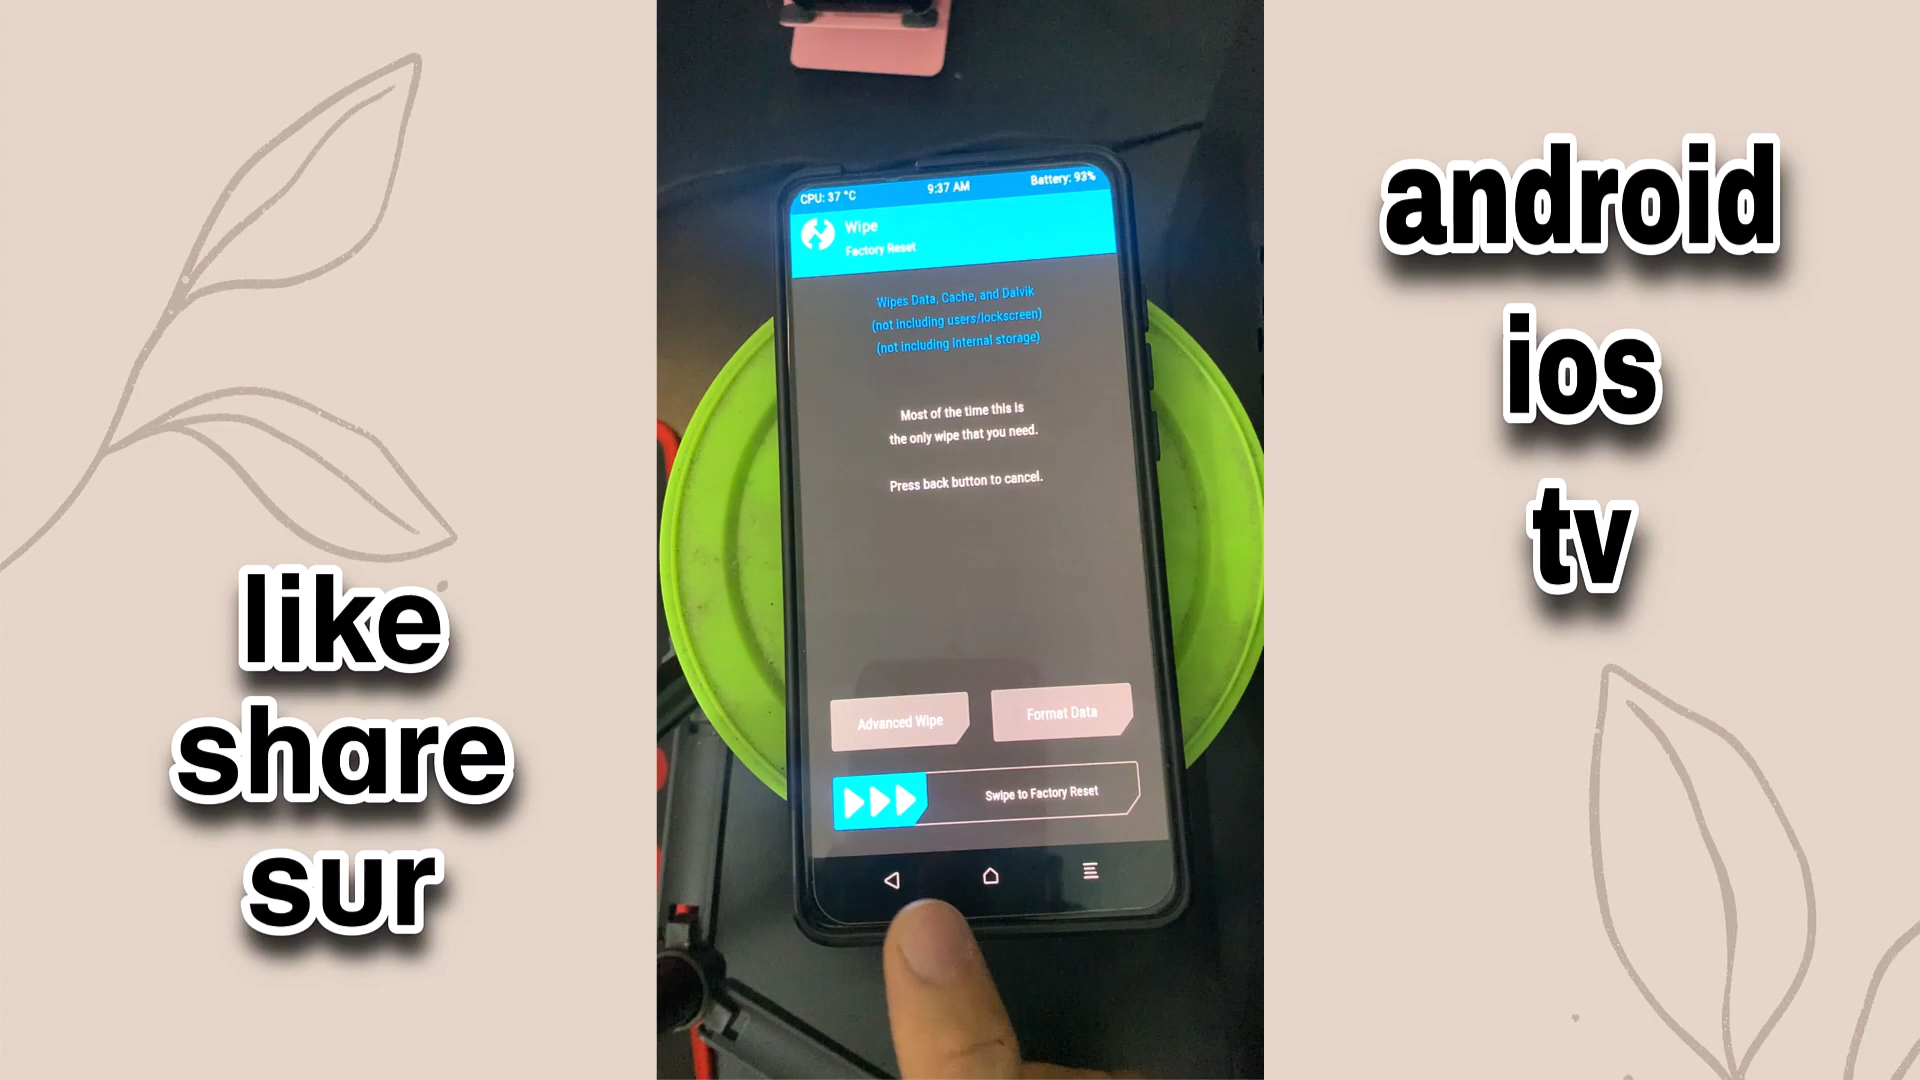 like
share
sur
CPU: 37 °C 9:37 AM Battery: 93%
Wipe
Factory Reset
Wipes Data, Cache, and Dalvik
(not including users/lockscreen)
(not including internal storage)
Most of the time this is
the only wipe that you need.
Press back button to cancel.
Advanced Wipe Format Data
Swipe to Factory Reset
android
ios
tv